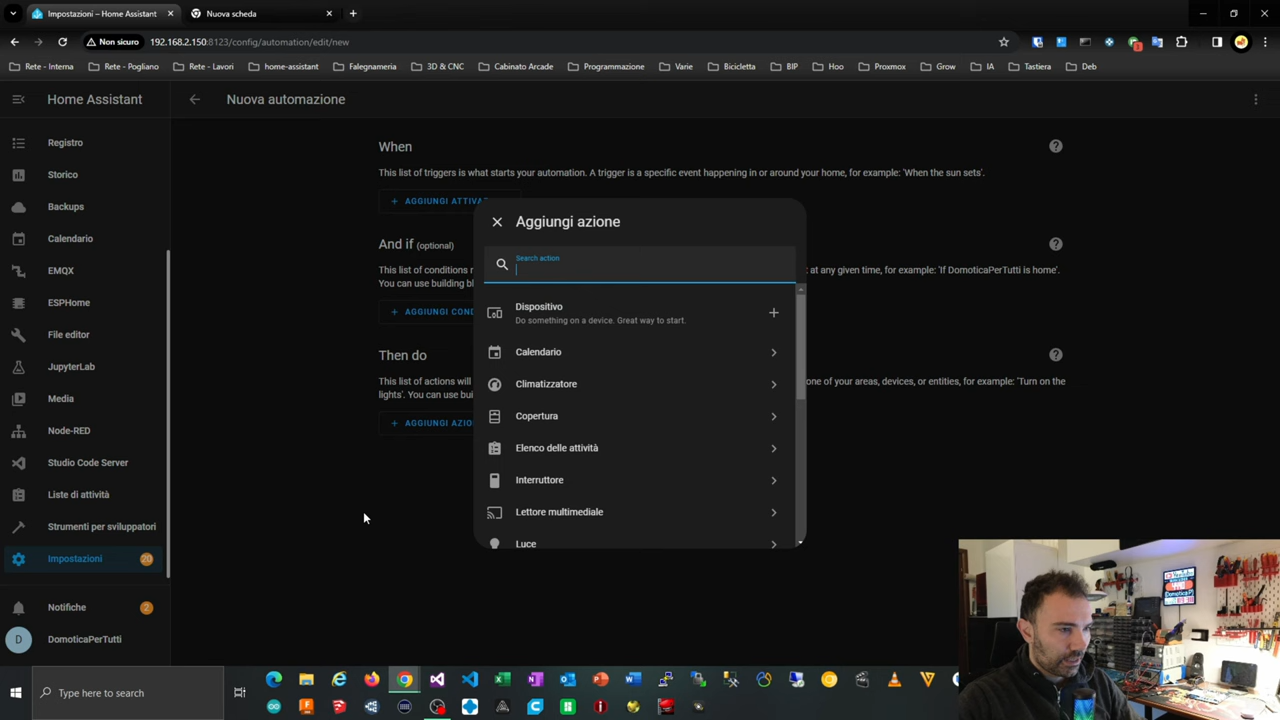 Impostazioni – Home Assistant
Nuova scheda
Non sicuro
192.168.2.150:8123/config/automation/edit/new
Rete - Interna
Rete - Pogliano
Rete - Lavori
home-assistant
Falegnameria
3D & CNC
Cabinato Arcade
Programmazione
Varie
Bicicletta
BIP
Hoo
Proxmox
Grow
IA
Tastiera
Deb
Home Assistant
Nuova automazione
Registro
Storico
Backups
Calendario
EMQX
ESPHome
File editor
JupyterLab
Media
Node-RED
Studio Code Server
Liste di attività
Strumenti per sviluppatori
Impostazioni
20
Notifiche
2
D
DomoticaPerTutti
When
This list of triggers is what starts your automation. A trigger is a specific event happening in or around your home, for example: 'When the sun sets'.
AGGIUNGI ATTIVA
And if (optional)
This list of conditions
at any given time, for example: 'If DomoticaPerTutti is home'.
You can use building
AGGIUNGI COND
Then do
This list of actions will
one of your areas, devices, or entities, for example: 'Turn on the
lights'. You can use
AGGIUNGI AZIO
Aggiungi azione
Search action
Dispositivo
Do something on a device. Great way to start.
Calendario
Climatizzatore
Copertura
Elenco delle attività
Interruttore
Lettore multimediale
Luce
Type here to search